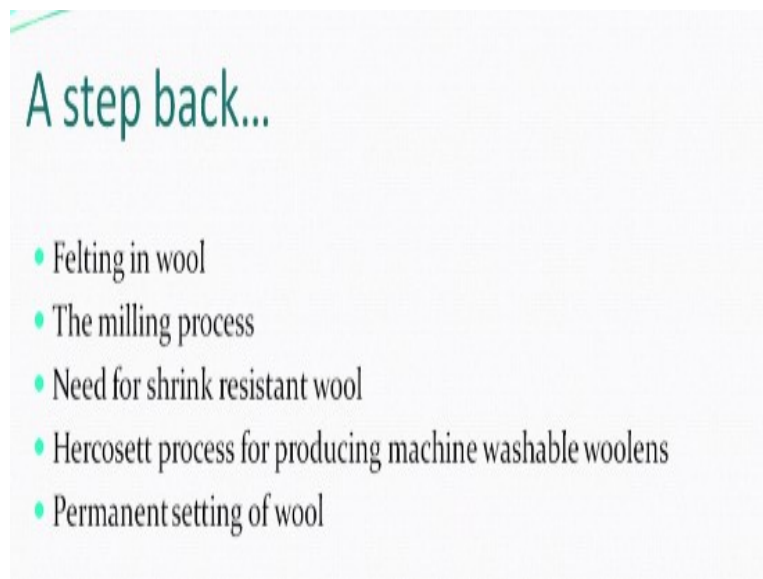 A step back...
• Felting in wool
• The milling process
• Need for shrink resistant wool
• Hercosett process for producing machine washable woolens
• Permanent setting of wool